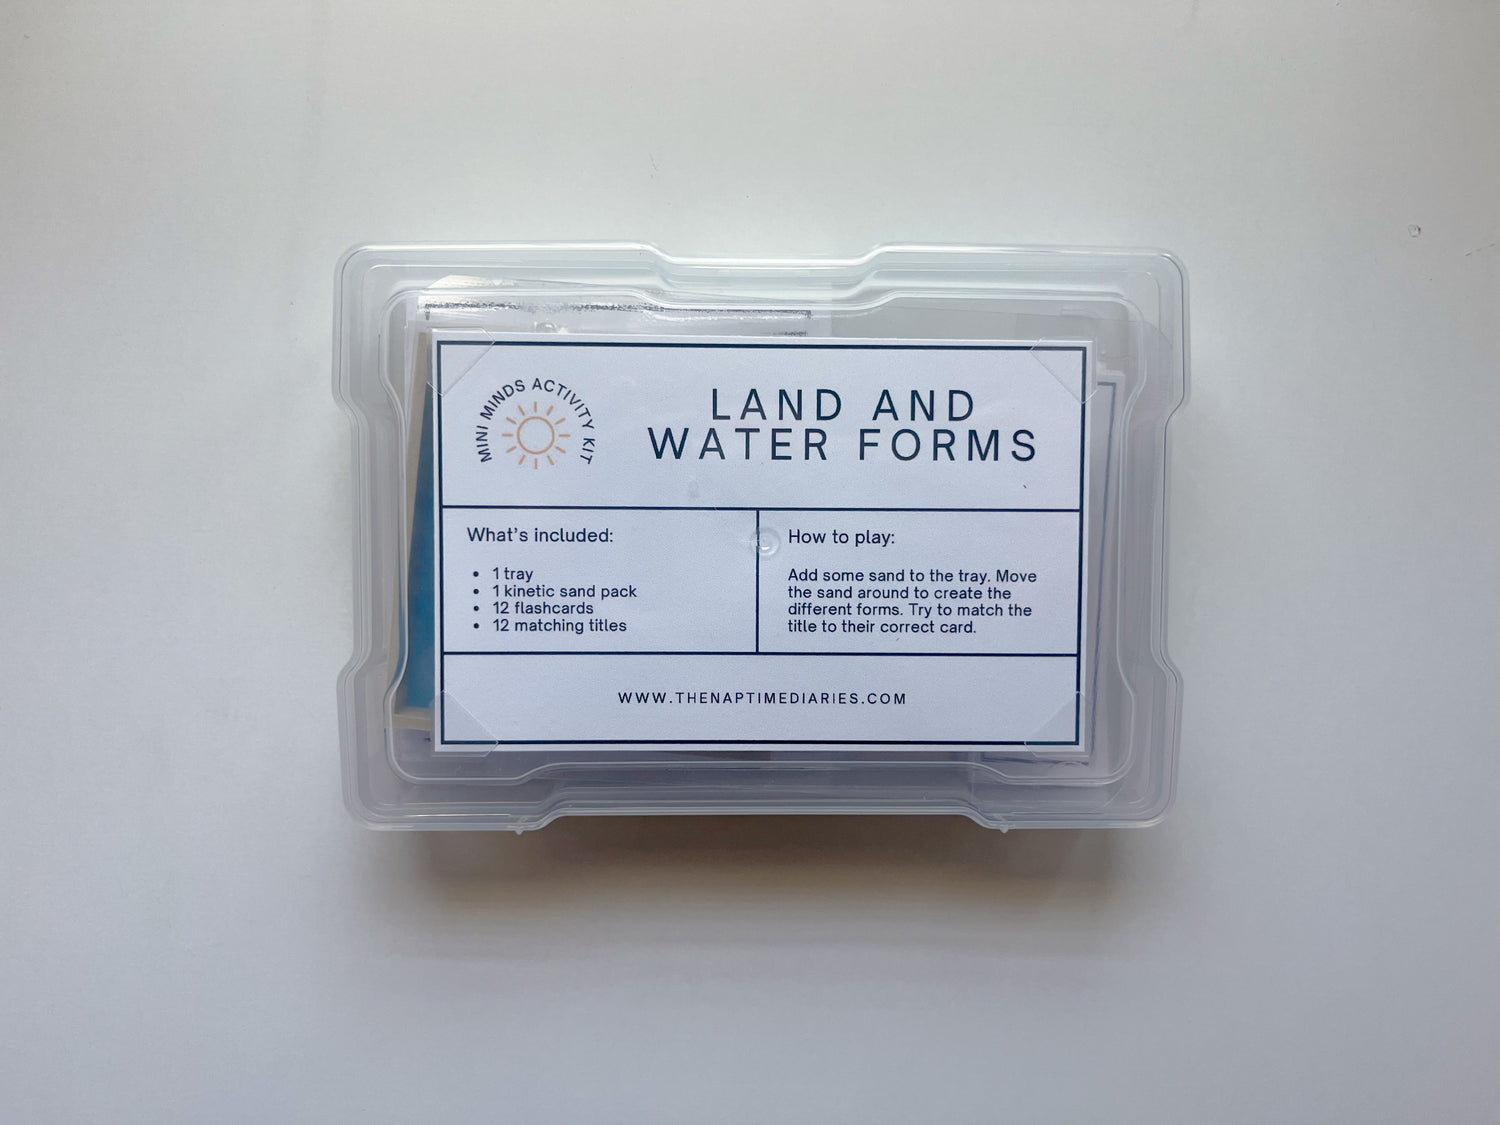 MINI MINDS ACTIVITY KIT
LAND AND
WATER FORMS
What's included:
• 1 tray
• 1 kinetic sand pack
• 12 flashcards
• 12 matching titles
How to play:
Add some sand to the tray. Move
the sand around to create the
different forms. Try to match the
title to their correct card.
WWW.THENAPTIMEDIARIES.COM